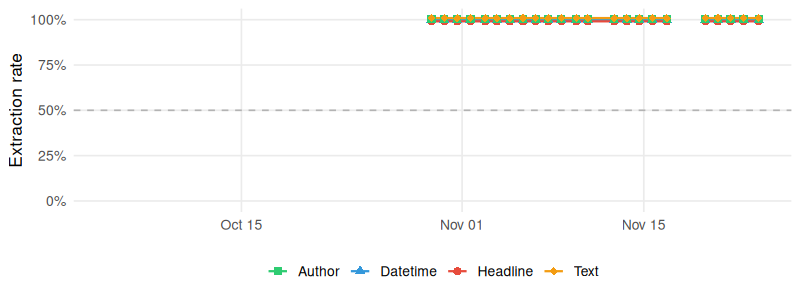 Extraction rate
100%
75%
50%
25%
0%
Oct 15 Nov 01 Nov 15
Author Datetime Headline Text